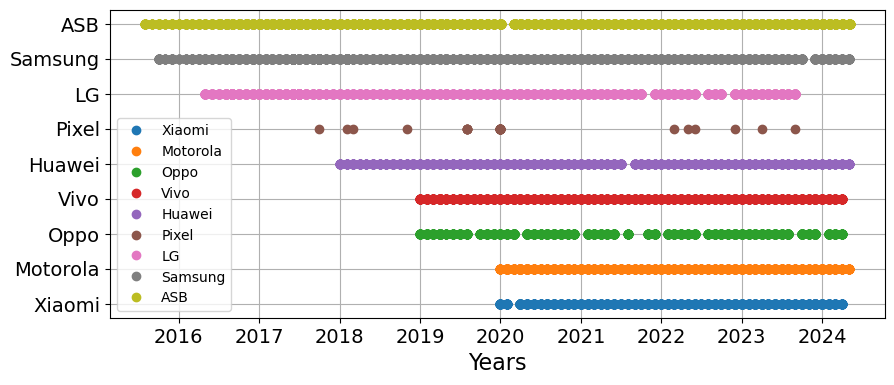 ASB
Samsung
LG
Pixel
Huawei
Vivo
Oppo
Motorola
Xiaomi
Xiaomi
Motorola
Oppo
Vivo
Huawei
Pixel
LG
Samsung
ASB
2016 2017 2018 2019 2020 2021 2022 2023 2024
Years